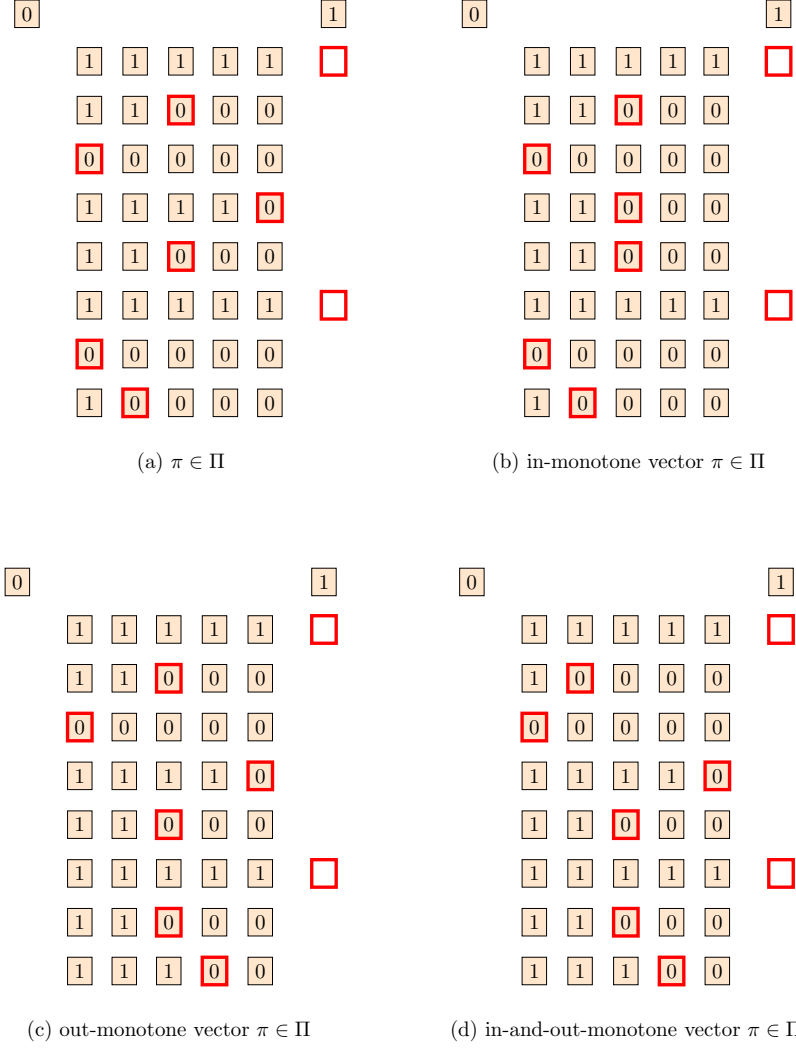 0 1 0 1
1 1 1 1 1 1 1 1 1 1
1 1 0 0 0 1 1 0 0 0
0 0 0 0 0 0 0 0 0 0
1 1 1 1 0 1 1 0 0 0
1 1 0 0 0 1 1 0 0 0
1 1 1 1 1 1 1 1 1 1
0 0 0 0 0 0 0 0 0 0
1 0 0 0 0 1 0 0 0 0
(a) π ∈ Π (b) in-monotone vector π ∈ Π
0 1 0 1
1 1 1 1 1 1 1 1 1 1
1 1 0 0 0 1 0 0 0 0
0 0 0 0 0 0 0 0 0 0
1 1 1 1 0 1 1 1 1 0
1 1 0 0 0 1 1 0 0 0
1 1 1 1 1 1 1 1 1 1
1 1 0 0 0 1 1 0 0 0
1 1 1 0 0 1 1 1 0 0
(c) out-monotone vector π ∈ Π (d) in-and-out-monotone vector π ∈ Π